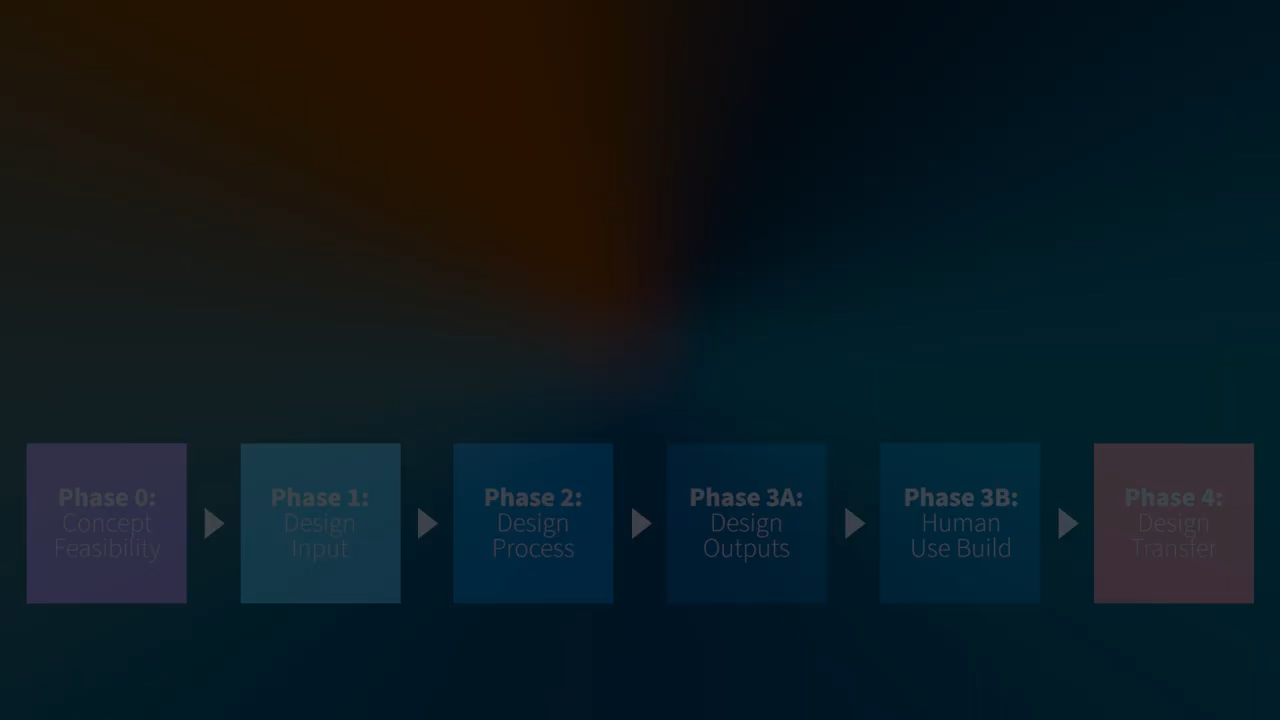 Phase 0:
Concept
Feasibility
Phase 1:
Design
Input
Phase 2:
Design
Process
Phase 3A:
Design
Outputs
Phase 3B:
Human
Use Build
Phase 4:
Design
Transfer